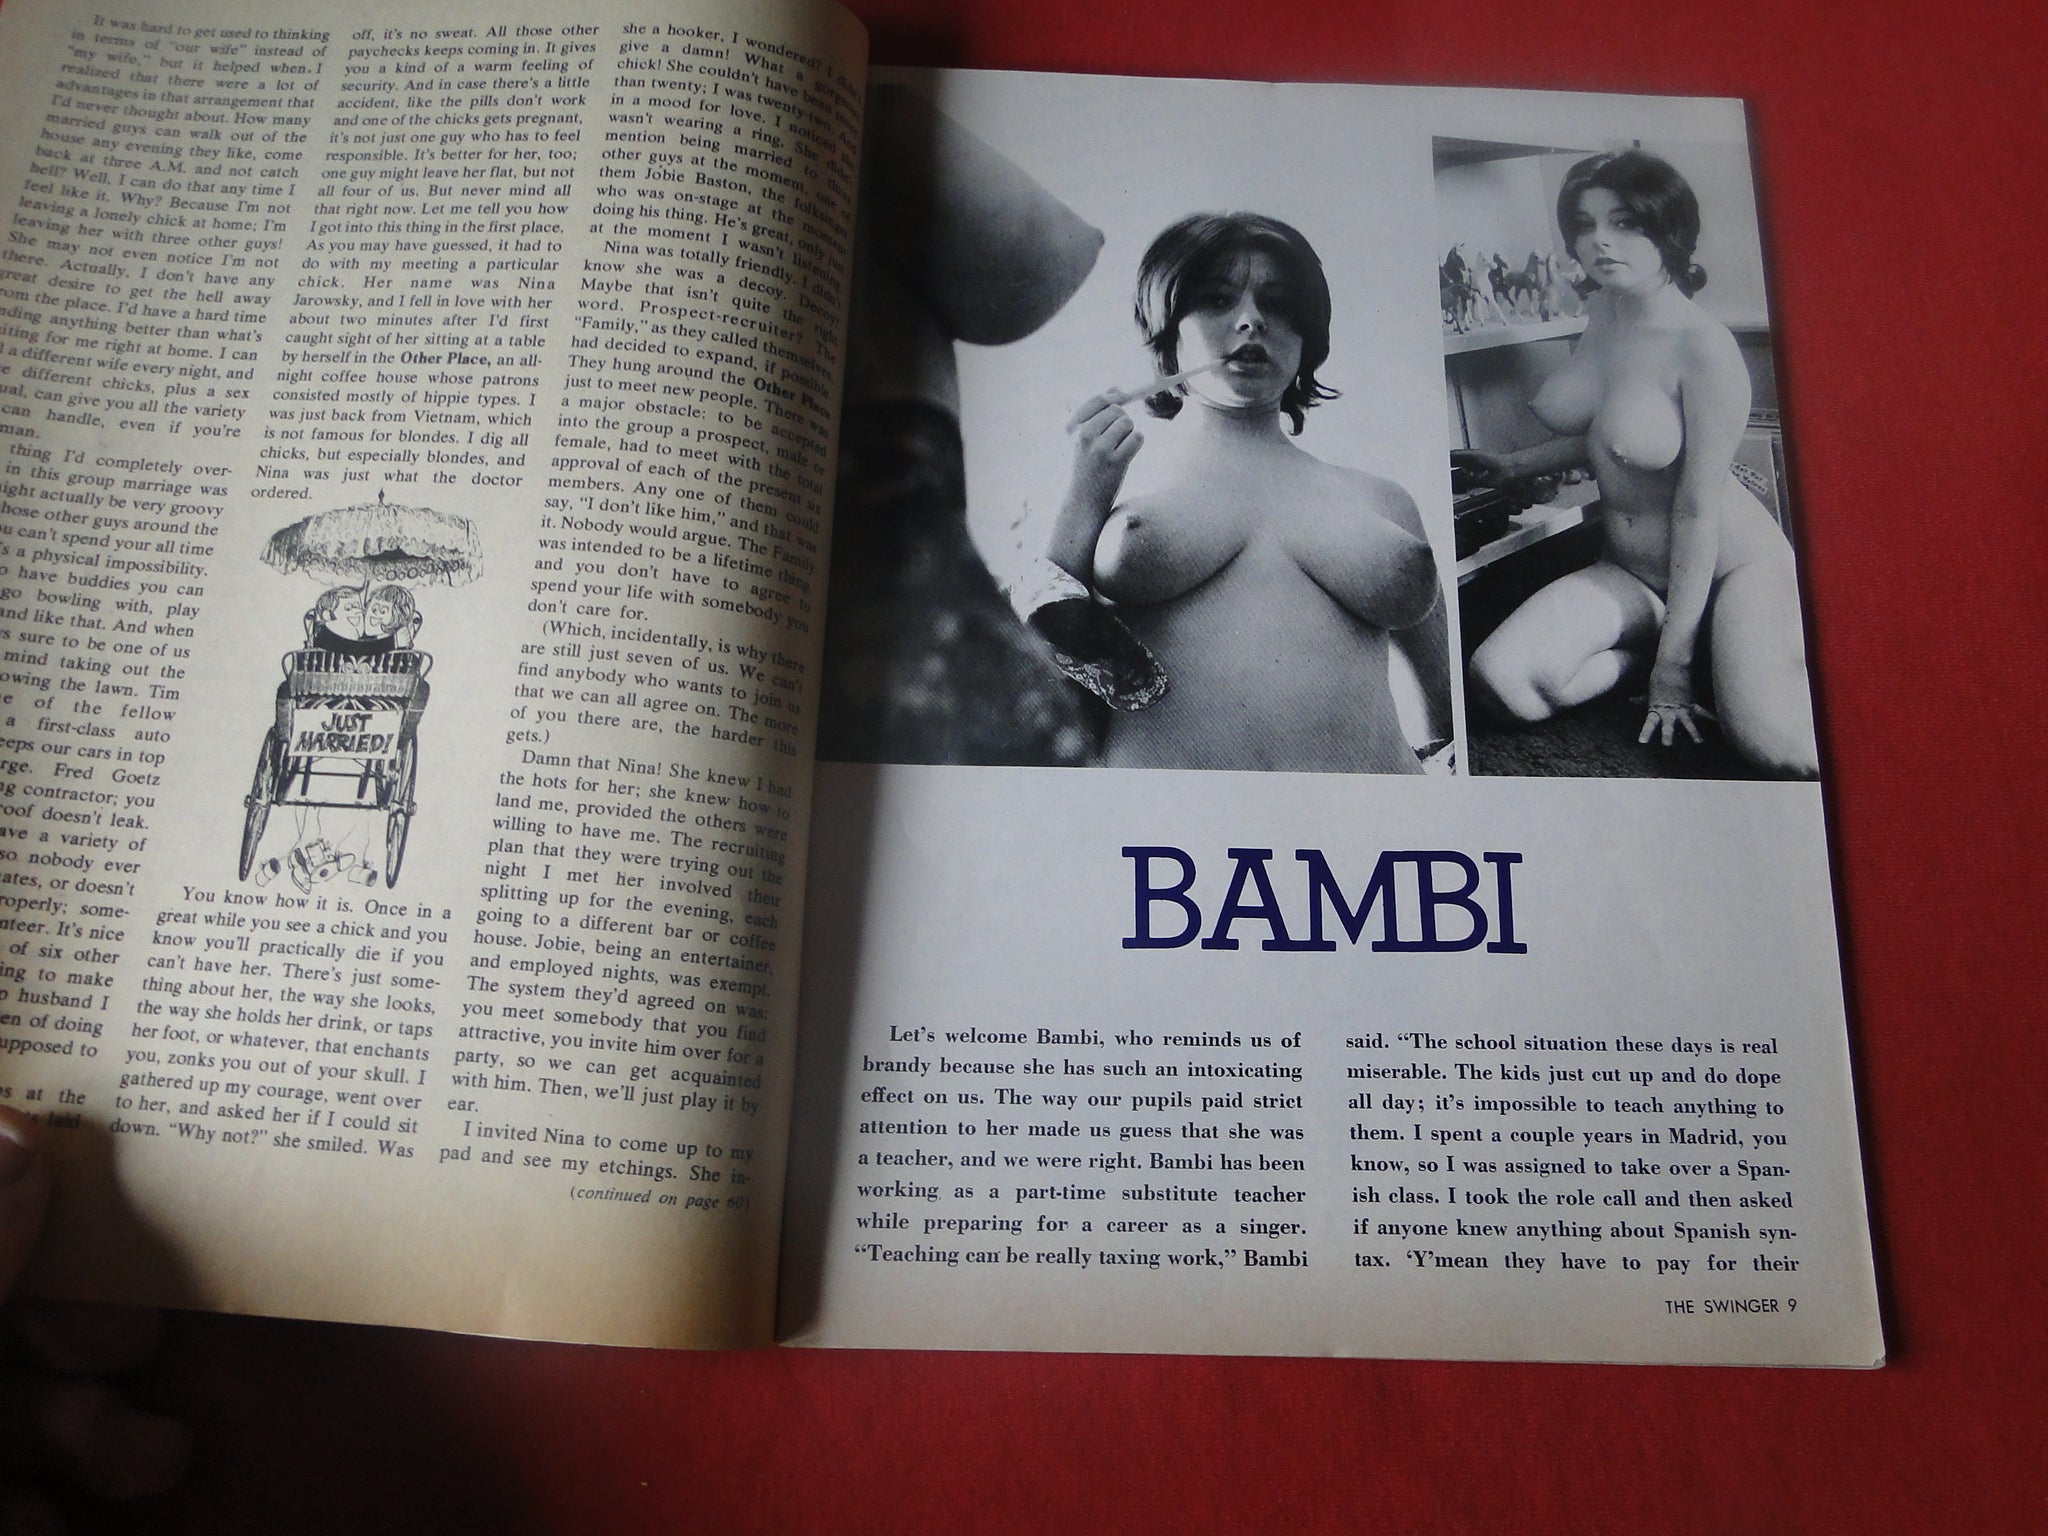 It was hard to get used to thinking
in terms of "our wife" instead of
"my wife," but it helped when I
realized that there were a lot of
advantages in that arrangement that
I'd never thought about. How many
married guys can walk out of the
house any evening they like, come
back at three A.M. and not catch
hell? Well, I can do that any time I
feel like it. Why? Because I'm not
leaving a lonely chick at home; I'm
leaving her with three other guys!
She may not even notice I'm not
there. Actually, I don't have any
great desire to get the hell away
from the place. I'd have a hard time
nding anything better than what's
iting for me right at home. I can
a different wife every night, and
e different chicks, plus a sex
ual, can give you all the variety
can handle, even if you're
man.
thing I'd completely over-
in this group marriage was
ight actually be very groovy
hose other guys around the
u can't spend your all time
's a physical impossibility.
o have buddies you can
go bowling with, play
and like that. And when
s sure to be one of us
mind taking out the
owing the lawn. Tim
e of the fellow
a first-class auto
eeps our cars in top
rge. Fred Goetz
ng contractor; you
roof doesn't leak.
ave a variety of
so nobody ever
ates, or doesn't
roperly; some-
nteer. It's nice
of six other
ing to make
p husband I
en of doing
upposed to
s at the
laid
off, it's no sweat. All those other
paychecks keeps coming in. It gives
you a kind of a warm feeling of
security. And in case there's a little
accident, like the pills don't work
and one of the chicks gets pregnant,
it's not just one guy who has to feel
responsible. It's better for her, too;
one guy might leave her flat, but not
all four of us. But never mind all
that right now. Let me tell you how
I got into this thing in the first place.
As you may have guessed, it had to
do with my meeting a particular
chick. Her name was Nina
Jarowsky, and I fell in love with her
about two minutes after I'd first
caught sight of her sitting at a table
by herself in the Other Place, an all-
night coffee house whose patrons
consisted mostly of hippie types. I
was just back from Vietnam, which
is not famous for blondes. I dig all
chicks, but especially blondes, and
Nina was just what the doctor
ordered.
JUST
MARRIED!
You know how it is. Once in a
great while you see a chick and you
know you'll practically die if you
can't have her. There's just some-
thing about her, the way she looks,
the way she holds her drink, or taps
her foot, or whatever, that enchants
you, zonks you out of your skull. I
gathered up my courage, went over
to her, and asked her if I could sit
down. "Why not?" she smiled. Was
she a hooker, I wondered? I didn't
give a damn! What a gorgeous
chick! She couldn't have been more
than twenty; I was twenty-two. And
in a mood for love. I noticed she
wasn't wearing a ring. She didn't
mention being married to three
other guys at the moment, one of
them Jobie Baston, the folksinger
who was on-stage at the moment
doing his thing. He's great, only just
at the moment I wasn't listening.
Nina was totally friendly. I didn't
know she was a decoy. Decoy?
Maybe that isn't quite the right
word. Prospect-recruiter? The
"Family," as they called themselves,
had decided to expand, if possible.
They hung around the Other Place
just to meet new people. There was
a major obstacle: to be accepted
into the group a prospect, male or
female, had to meet with the total
approval of each of the present six
members. Any one of them could
say, "I don't like him," and that was
it. Nobody would argue. The Family
was intended to be a lifetime thing,
and you don't have to agree to
spend your life with somebody you
don't care for.
(Which, incidentally, is why there
are still just seven of us. We can't
find anybody who wants to join us
that we can all agree on. The more
of you there are, the harder this
gets.)
Damn that Nina! She knew I had
the hots for her; she knew how to
land me, provided the others were
willing to have me. The recruiting
plan that they were trying out the
night I met her involved their
splitting up for the evening, each
going to a different bar or coffee
house. Jobie, being an entertainer,
and employed nights, was exempt.
The system they'd agreed on was:
you meet somebody that you find
attractive, you invite him over for a
party, so we can get acquainted
with him. Then, we'll just play it by
ear.
I invited Nina to come up to my
pad and see my etchings. She in-
(continued on page 60)
BAMBI
Let's welcome Bambi, who reminds us of
brandy because she has such an intoxicating
effect on us. The way our pupils paid strict
attention to her made us guess that she was
a teacher, and we were right. Bambi has been
working as a part-time substitute teacher
while preparing for a career as a singer.
"Teaching can be really taxing work," Bambi
said. "The school situation these days is real
miserable. The kids just cut up and do dope
all day; it's impossible to teach anything to
them. I spent a couple years in Madrid, you
know, so I was assigned to take over a Span-
ish class. I took the role call and then asked
if anyone knew anything about Spanish syn-
tax. 'Y'mean they have to pay for their
THE SWINGER 9